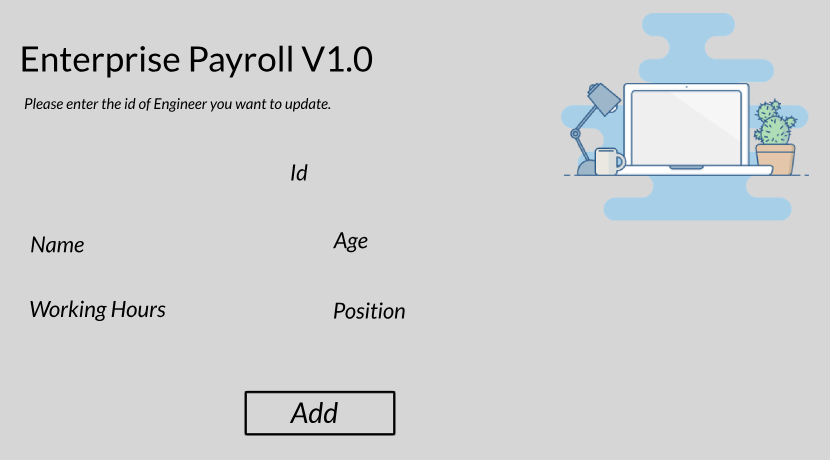 Enterprise Payroll V1.0
Please enter the id of Engineer you want to update.
Id
Name
Age
Working Hours
Position
Add